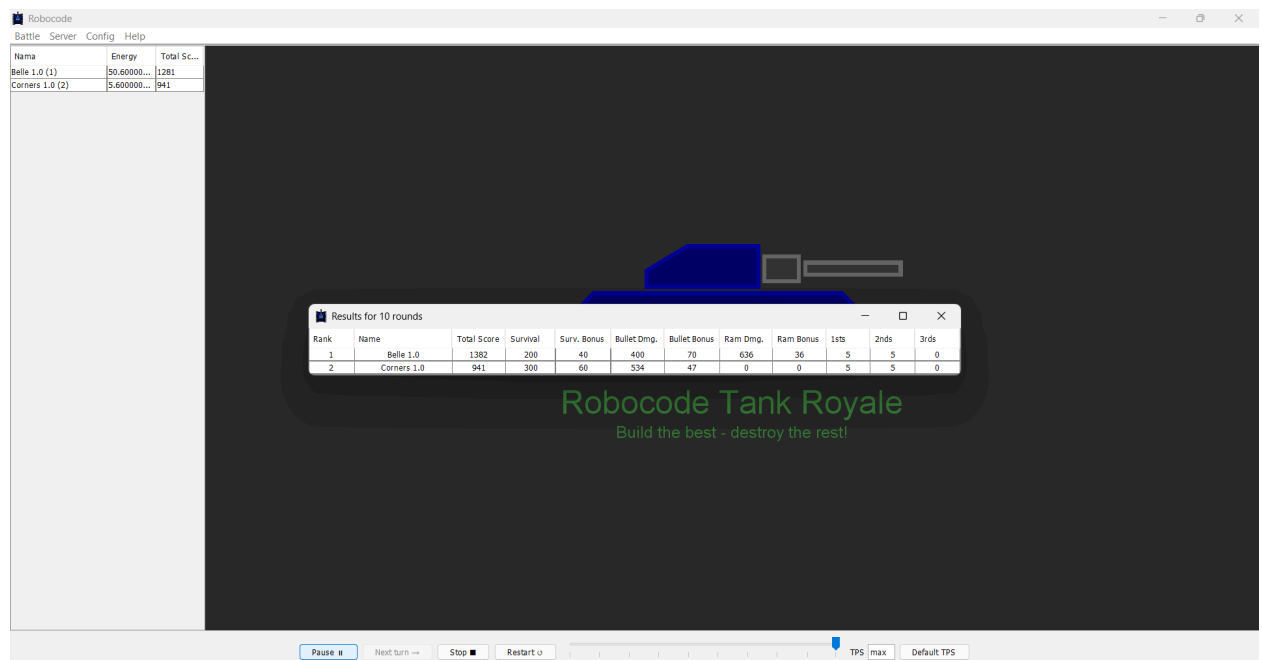 Robocode
Battle Server Config Help
Nama Energy Total Sc...
Belle 1.0 (1) 50.60000... 1281
Corners 1.0 (2) 5.600000... 941
Results for 10 rounds
Rank Name Total Score Survival Surv. Bonus Bullet Dmg. Bullet Bonus Ram Dmg. Ram Bonus 1sts 2nds 3rds
1 Belle 1.0 1382 200 40 400 70 636 36 5 5 0
2 Corners 1.0 941 300 60 534 47 0 0 5 5 0
Robocode Tank Royale
Build the best - destroy the rest!
Pause ⏸ Next turn → Stop ■ Restart ↺ TPS max Default TPS